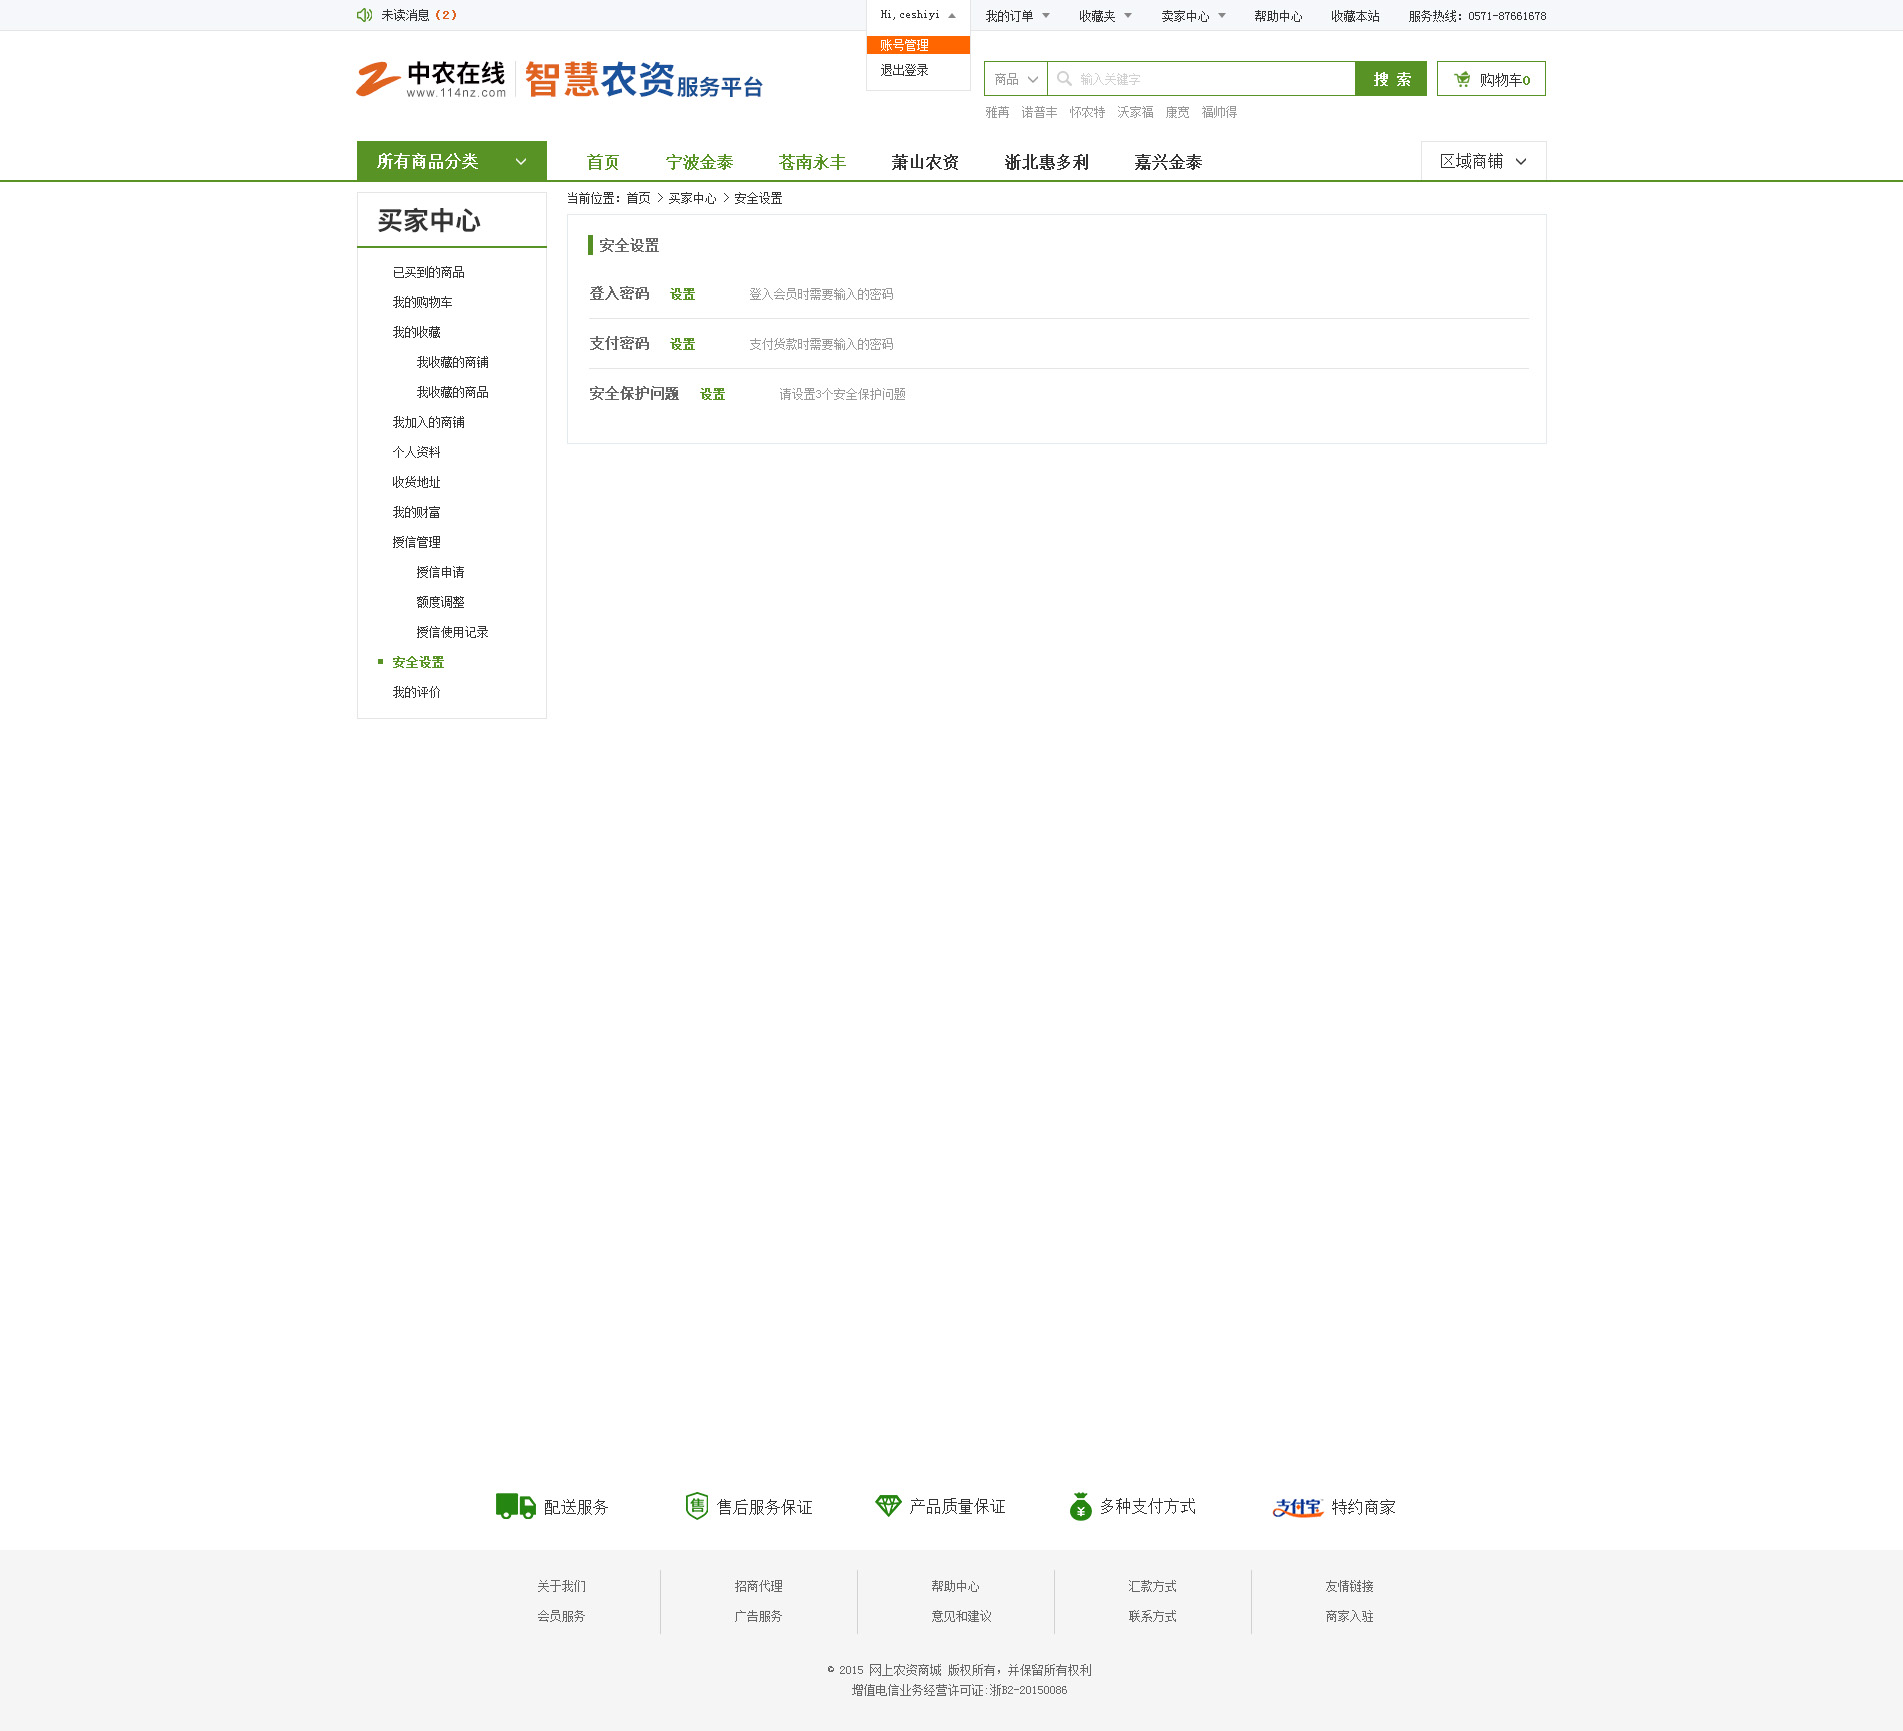 未读消息（2） Hi,ceshiyi 我的订单 收藏夹 卖家中心 帮助中心 收藏本站 服务热线：0571-87661678
账号管理
退出登录
中农在线 www.114nz.com 智慧农资服务平台
商品 输入关键字 搜 索 购物车0
雅苒 诺普丰 怀农特 沃家福 康宽 福帅得
所有商品分类 首页 宁波金泰 苍南永丰 萧山农资 浙北惠多利 嘉兴金泰 区域商铺
当前位置：首页 > 买家中心 > 安全设置
买家中心
已买到的商品
我的购物车
我的收藏
我收藏的商铺
我收藏的商品
我加入的商铺
个人资料
收货地址
我的财富
授信管理
授信申请
额度调整
授信使用记录
安全设置
我的评价
安全设置
登入密码 设置 登入会员时需要输入的密码
支付密码 设置 支付货款时需要输入的密码
安全保护问题 设置 请设置3个安全保护问题
配送服务 售 售后服务保证 产品质量保证 ¥ 多种支付方式 支付宝 特约商家
关于我们 招商代理 帮助中心 汇款方式 友情链接
会员服务 广告服务 意见和建议 联系方式 商家入驻
© 2015 网上农资商城 版权所有，并保留所有权利
增值电信业务经营许可证:浙B2-20150086